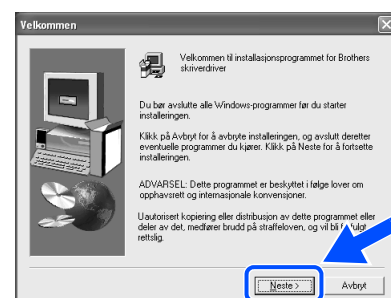 Velkommen
Velkommen til installasjonsprogrammet for Brothers
skriverdriver
Du bør avslutte alle Windows-programmer før du starter
installeringen.
Klikk på Avbryt for å avbryte installeringen, og avslutt deretter
eventuelle programmer du kjører. Klikk på Neste for å fortsette
installeringen.
ADVARSEL: Dette programmet er beskyttet i følge lover om
opphavsrett og internasjonale konvensjoner.
Uautorisert kopiering eller distribusjon av dette programmet eller
deler av det, medfører brudd på straffeloven, og vil bli fulgt
rettslig.
Neste >
Avbryt